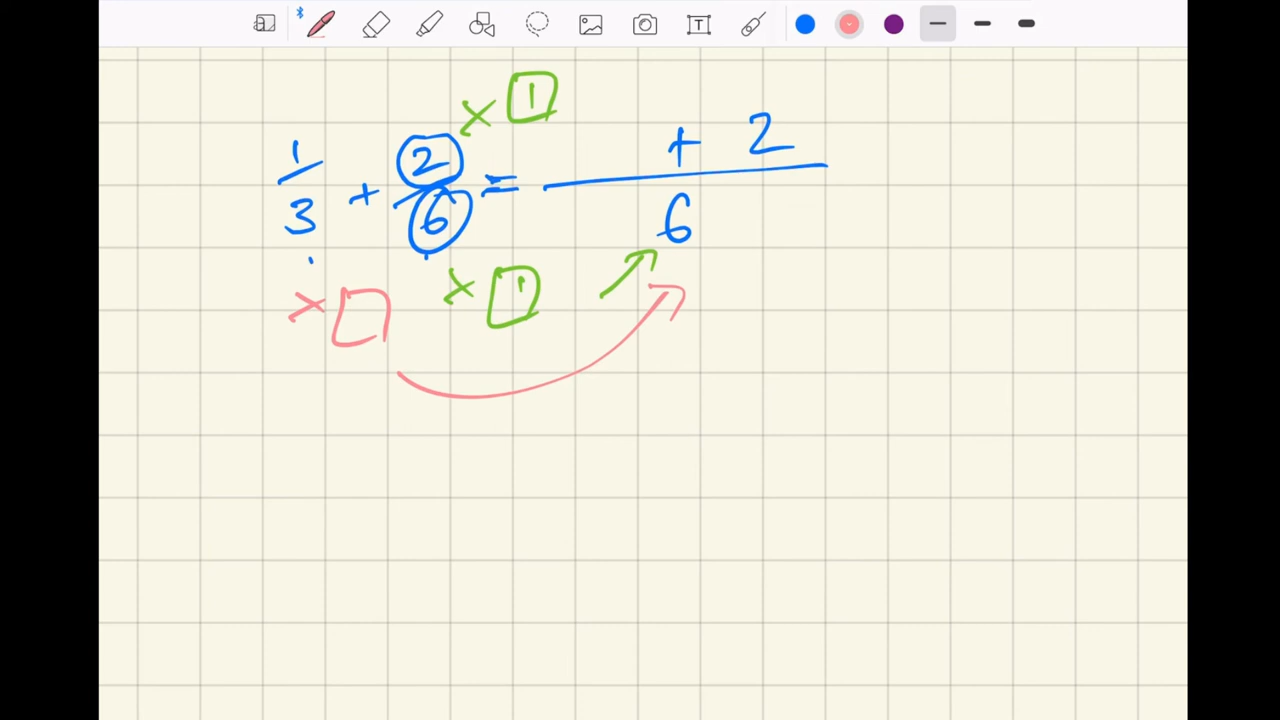 × 1
1/3 + 2/6 = + 2/6
× □ × 1